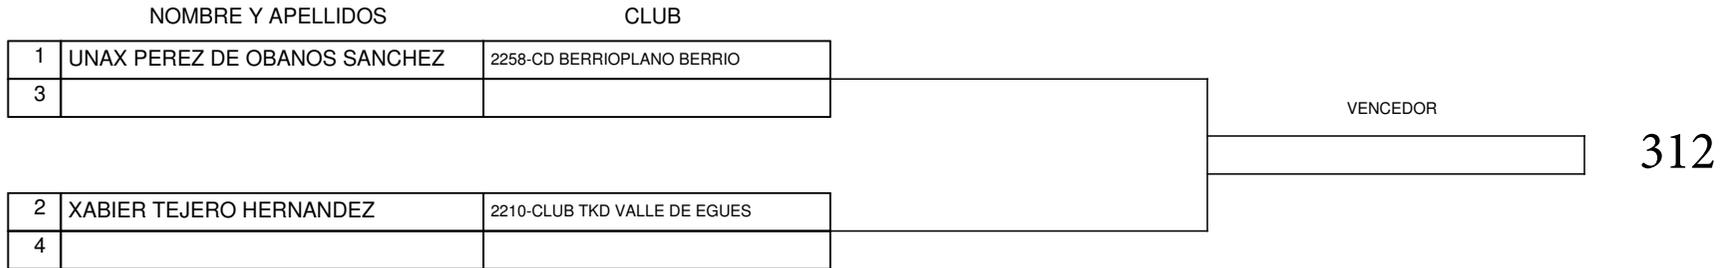 NOMBRE Y APELLIDOS CLUB
1 UNAX PEREZ DE OBANOS SANCHEZ 2258-CD BERRIOPLANO BERRIO
3
VENCEDOR
312
2 XABIER TEJERO HERNANDEZ 2210-CLUB TKD VALLE DE EGUES
4